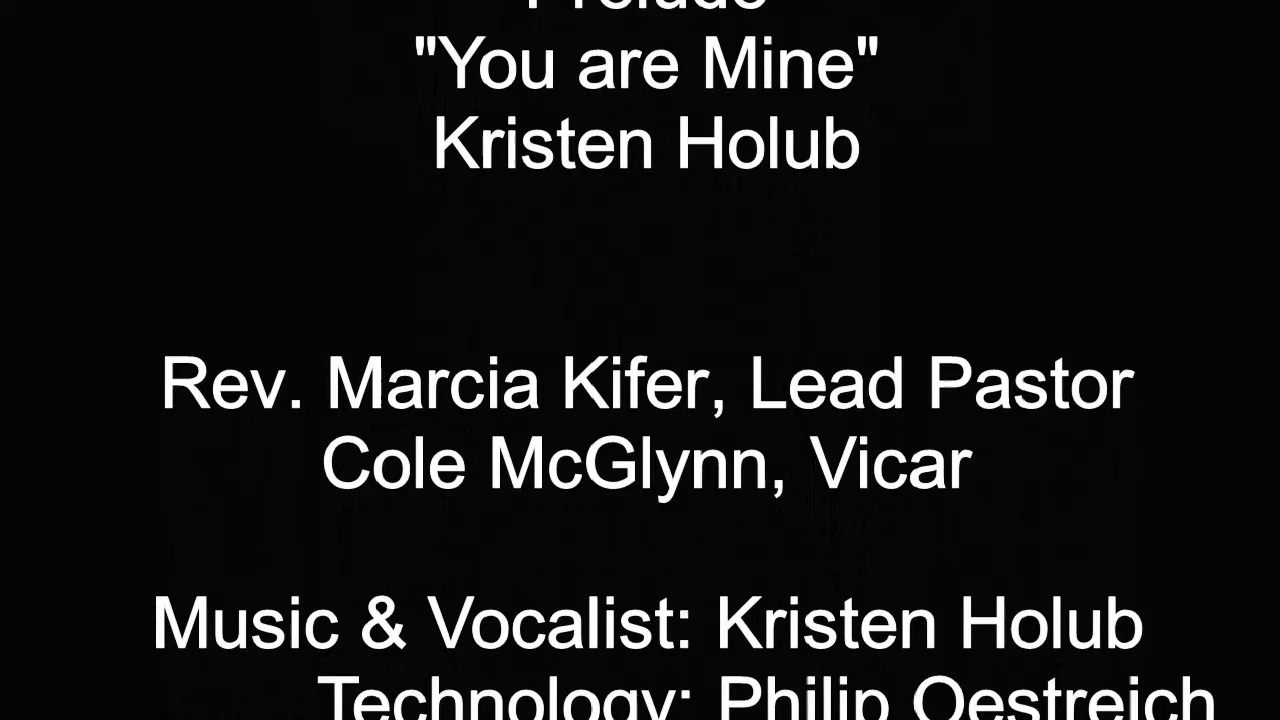 Prelude
"You are Mine"
Kristen Holub
Rev. Marcia Kifer, Lead Pastor
Cole McGlynn, Vicar
Music & Vocalist: Kristen Holub
Technology: Philip Oestreich